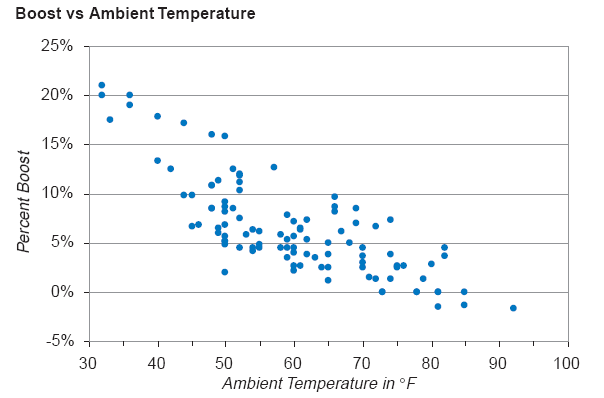 Boost vs Ambient Temperature
25%
20%
15%
10%
5%
0%
-5%
Percent Boost
30 40 50 60 70 80 90 100
Ambient Temperature in °F